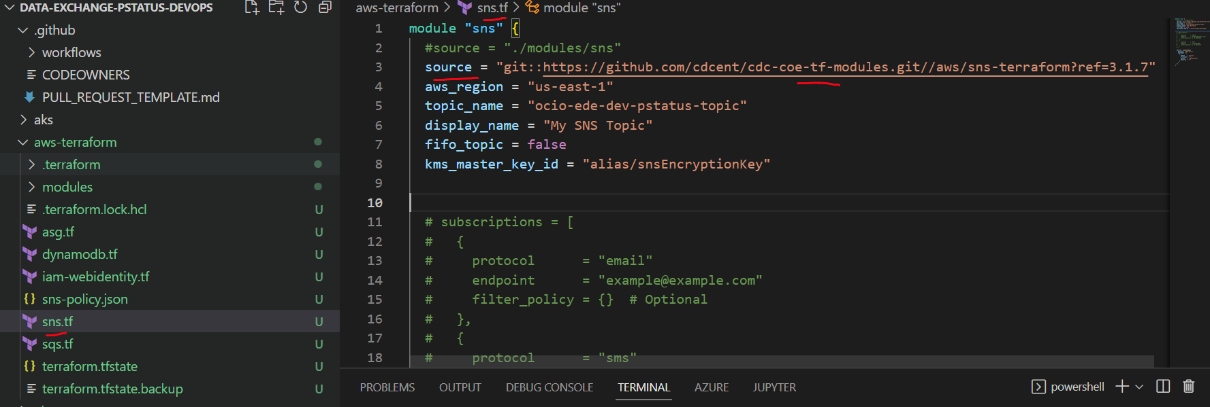 DATA-EXCHANGE-PSTATUS-DEVOPS
.github
workflows
CODEOWNERS
PULL_REQUEST_TEMPLATE.md
aks
aws-terraform
.terraform
modules
.terraform.lock.hcl U
asg.tf U
dynamodb.tf U
iam-webidentity.tf U
sns-policy.json U
sns.tf U
sqs.tf U
terraform.tfstate U
terraform.tfstate.backup U
aws-terraform > sns.tf > module "sns"
1 module "sns" {
2 #source = "./modules/sns"
3 source = "git::https://github.com/cdcent/cdc-coe-tf-modules.git//aws/sns-terraform?ref=3.1.7"
4 aws_region = "us-east-1"
5 topic_name = "ocio-ede-dev-pstatus-topic"
6 display_name = "My SNS Topic"
7 fifo_topic = false
8 kms_master_key_id = "alias/snsEncryptionKey"
9
10
11 # subscriptions = [
12 # {
13 # protocol = "email"
14 # endpoint = "example@example.com"
15 # filter_policy = {} # Optional
16 # },
17 # {
18 # protocol = "sms"
PROBLEMS OUTPUT DEBUG CONSOLE TERMINAL AZURE JUPYTER powershell